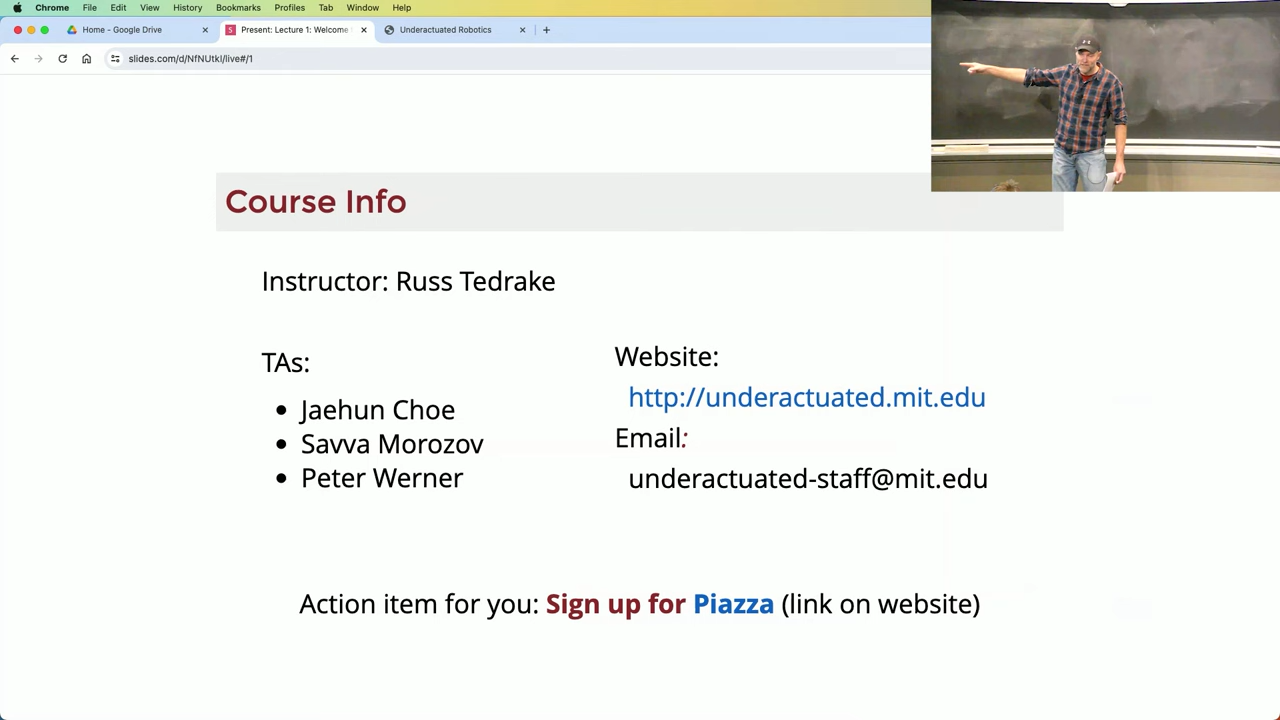 Chrome File Edit View History Bookmarks Profiles Tab Window Help
Home - Google Drive
Present: Lecture 1: Welcome
Underactuated Robotics
slides.com/d/NfNUtkI/live#/1
Course Info
Instructor: Russ Tedrake
TAs:
Jaehun Choe
Savva Morozov
Peter Werner
Website:
http://underactuated.mit.edu
Email:
underactuated-staff@mit.edu
Action item for you: Sign up for Piazza (link on website)